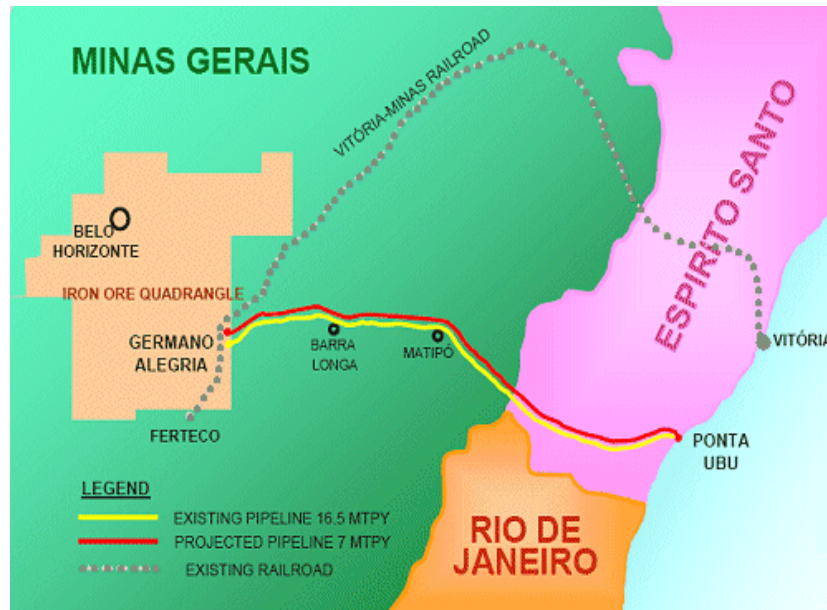 MINAS GERAIS
VITÓRIA-MINAS RAILROAD
ESPIRITO SANTO
BELO
HORIZONTE
IRON ORE QUADRANGLE
GERMANO
ALEGRIA
BARRA
LONGA
MATIPÓ
VITÓRIA
FERTECO
PONTA
UBU
LEGEND
EXISTING PIPELINE 16.5 MTPY
PROJECTED PIPELINE 7 MTPY
EXISTING RAILROAD
RIO DE
JANEIRO